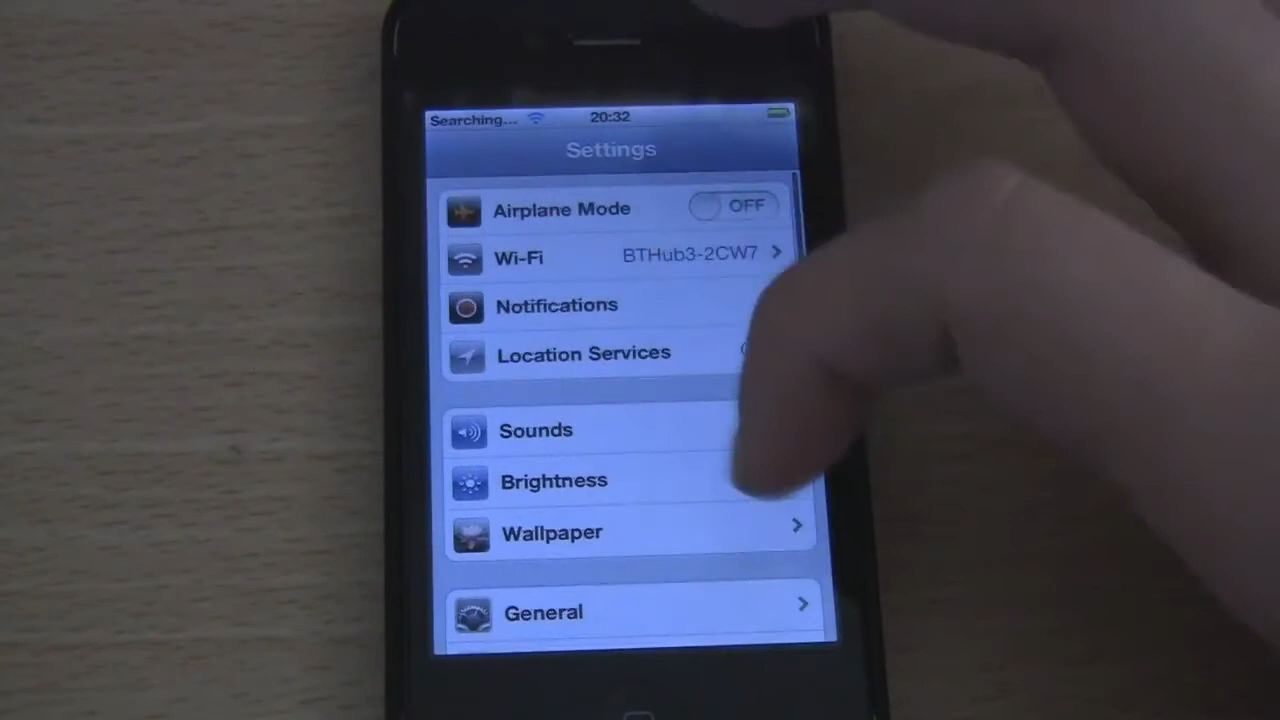 Searching... 20:32
Settings
Airplane Mode OFF
Wi-Fi BTHub3-2CW7
Notifications
Location Services
Sounds
Brightness
Wallpaper
General